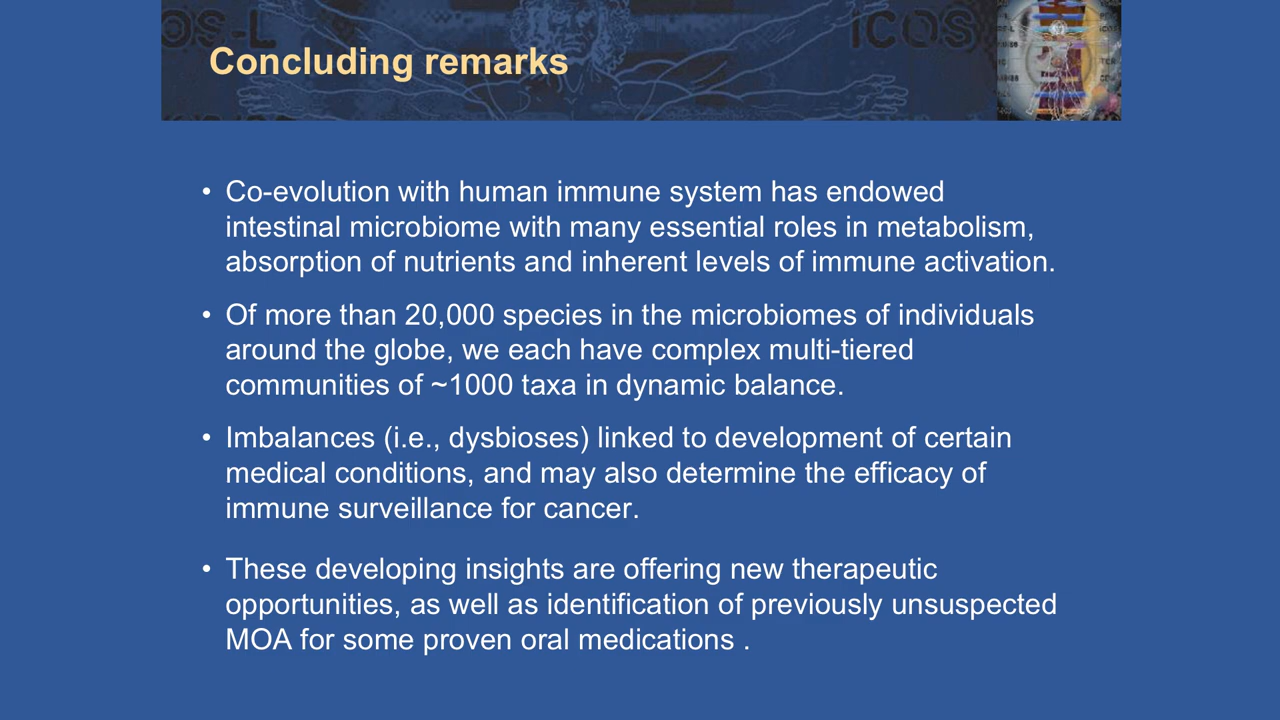 OS-L
ICOS
Concluding remarks
• Co-evolution with human immune system has endowed
intestinal microbiome with many essential roles in metabolism,
absorption of nutrients and inherent levels of immune activation.
• Of more than 20,000 species in the microbiomes of individuals
around the globe, we each have complex multi-tiered
communities of ~1000 taxa in dynamic balance.
• Imbalances (i.e., dysbioses) linked to development of certain
medical conditions, and may also determine the efficacy of
immune surveillance for cancer.
• These developing insights are offering new therapeutic
opportunities, as well as identification of previously unsuspected
MOA for some proven oral medications .